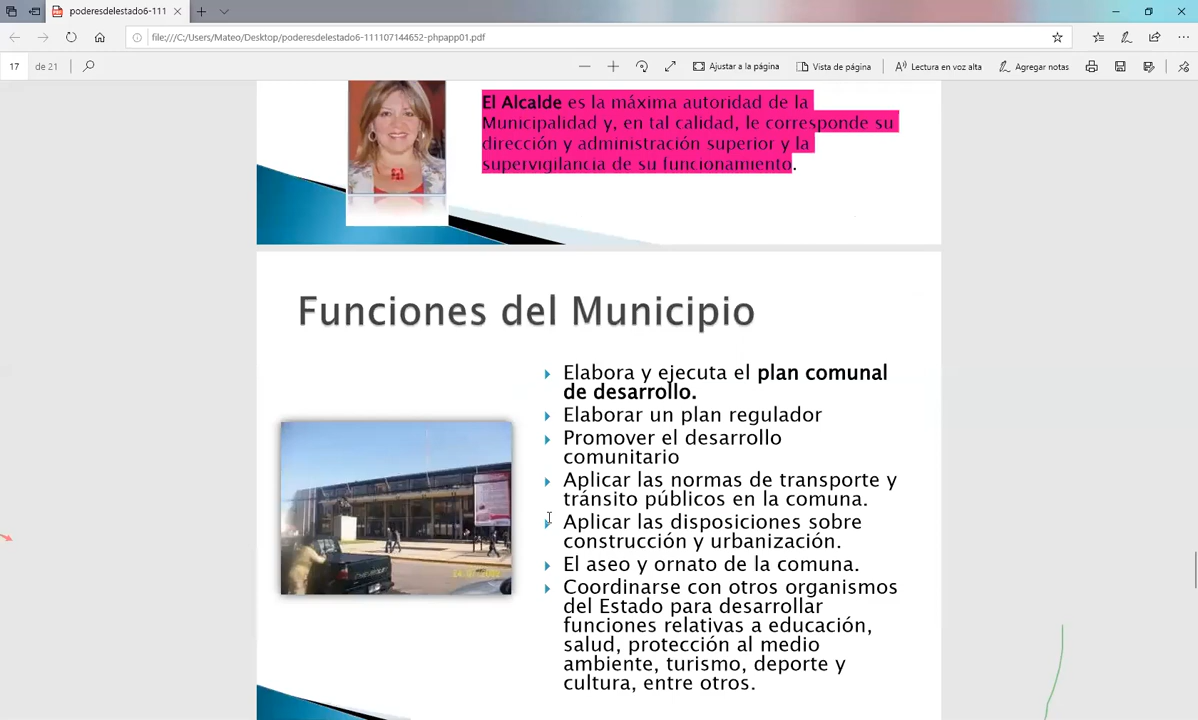 poderesdelestado6-111
file:///C:/Users/Mateo/Desktop/poderesdelestado6-111107144652-phpapp01.pdf
17 de 21
Ajustar a la página
Vista de página
Lectura en voz alta
Agregar notas
El Alcalde es la máxima autoridad de la
Municipalidad y, en tal calidad, le corresponde su
dirección y administración superior y la
supervigilancia de su funcionamiento.
Funciones del Municipio
Elabora y ejecuta el plan comunal
de desarrollo.
Elaborar un plan regulador
Promover el desarrollo
comunitario
Aplicar las normas de transporte y
tránsito públicos en la comuna.
Aplicar las disposiciones sobre
construcción y urbanización.
El aseo y ornato de la comuna.
Coordinarse con otros organismos
del Estado para desarrollar
funciones relativas a educación,
salud, protección al medio
ambiente, turismo, deporte y
cultura, entre otros.